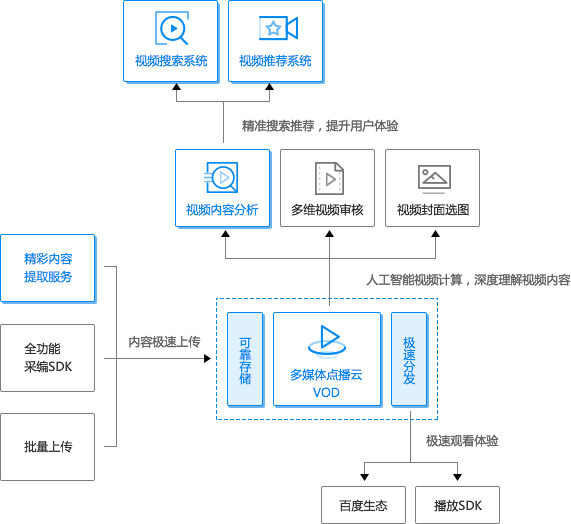 视频搜索系统
视频推荐系统
精准搜索推荐，提升用户体验
视频内容分析
多维视频审核
视频封面选图
精彩内容
提取服务
人工智能视频计算，深度理解视频内容
全功能
采编SDK
内容极速上传
可靠存储
多媒体点播云
VOD
极速分发
批量上传
极速观看体验
百度生态
播放SDK